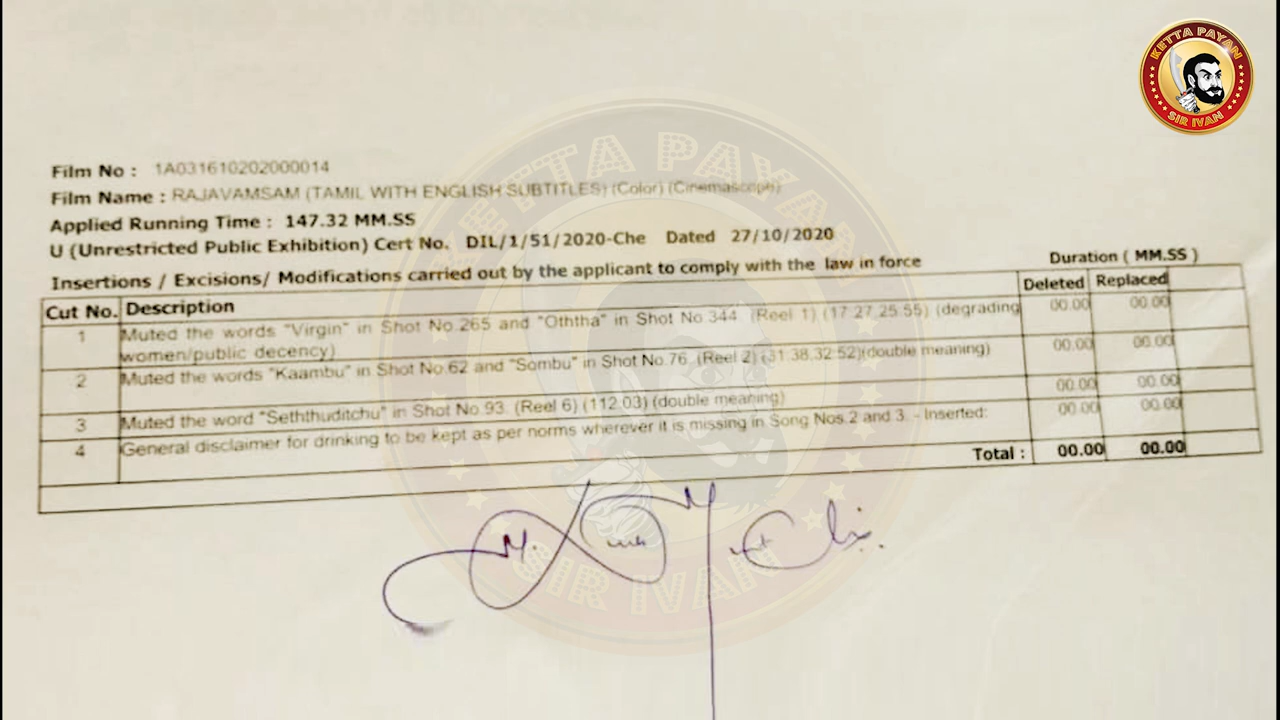 KETTA PAYAN
SIR IVAN
Film No : 1A031610202000014
Film Name : RAJAVAMSAM (TAMIL WITH ENGLISH SUBTITLES) (Color) (Cinemascope)
Applied Running Time : 147.32 MM.SS
U (Unrestricted Public Exhibition) Cert No. DIL/1/51/2020-Che Dated 27/10/2020
Insertions / Excisions/ Modifications carried out by the applicant to comply with the law in force
Duration ( MM.SS )
Cut No. Description Deleted Replaced
1 Muted the words "Virgin" in Shot No.265 and "Oththa" in Shot No.344. (Reel 1) (17.27,25.55) (degrading 00.00 00.00
women/public decency)
2 Muted the words "Kaambu" in Shot No.62 and "Sombu" in Shot No.76. (Reel 2) (31.38,32.52)(double meaning) 00.00 00.00
3 Muted the word "Seththuditchu" in Shot No.93. (Reel 6) (112.03) (double meaning) 00.00 00.00
4 General disclaimer for drinking to be kept as per norms wherever it is missing in Song Nos.2 and 3. - Inserted: 00.00 00.00
Total : 00.00 00.00
KETTA PAYAN
SIR IVAN